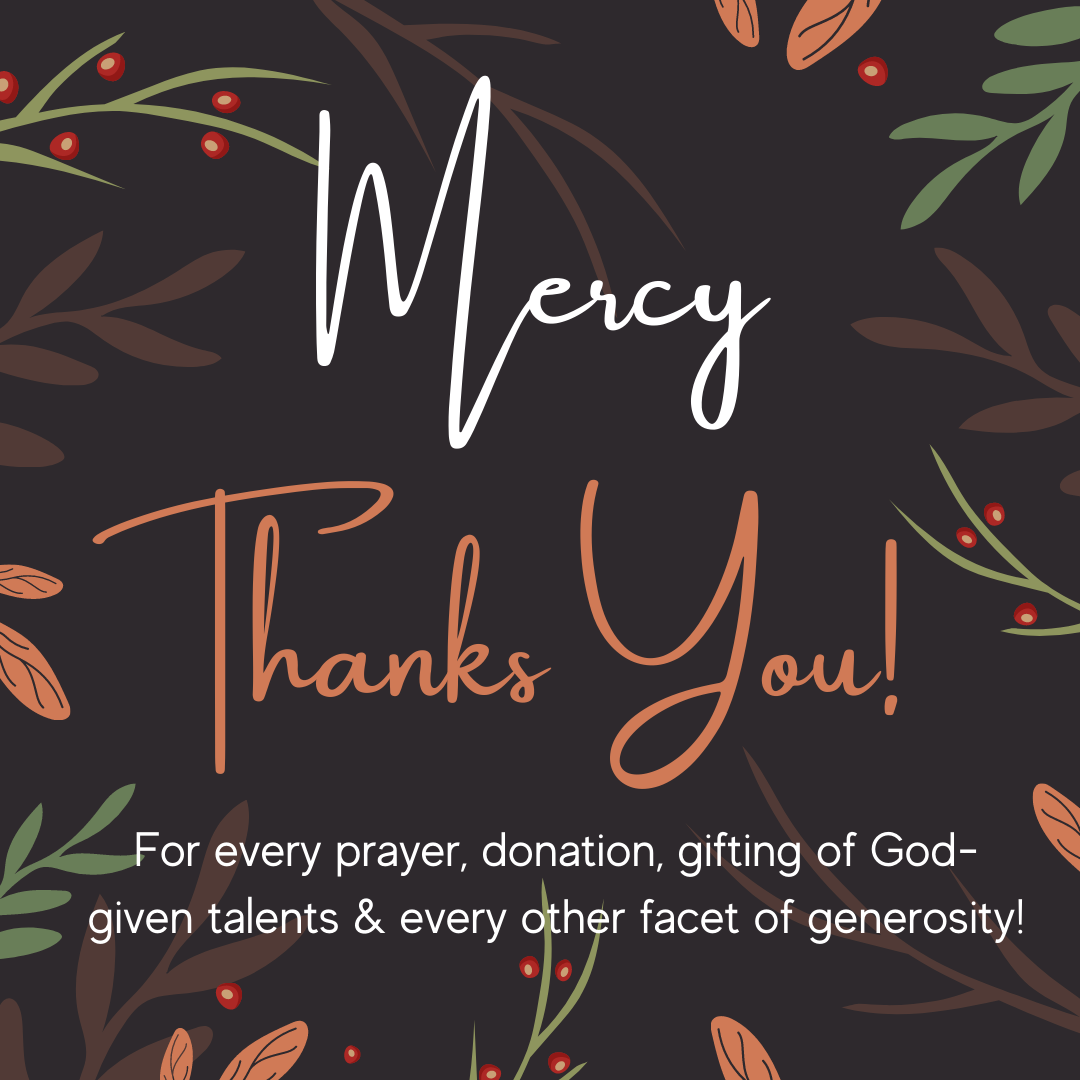 Mercy
Thanks You!
For every prayer, donation, gifting of God-
given talents & every other facet of generosity!